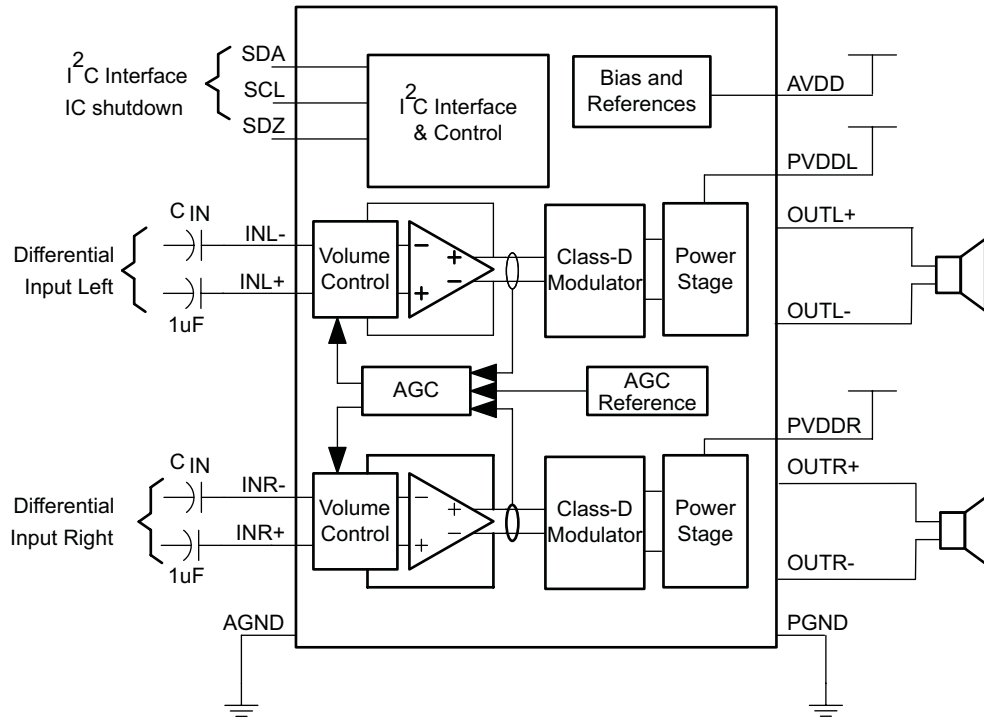 I2C Interface
IC shutdown
SDA
SCL
SDZ
I2C Interface
& Control
Bias and
References
AVDD
PVDDL
OUTL+
OUTL-
Differential
Input Left
CIN
1uF
INL-
INL+
Volume
Control
-
+
+
-
Class-D
Modulator
Power
Stage
AGC
AGC
Reference
PVDDR
OUTR+
OUTR-
Differential
Input Right
CIN
1uF
INR-
INR+
Volume
Control
-
+
+
-
Class-D
Modulator
Power
Stage
AGND
PGND